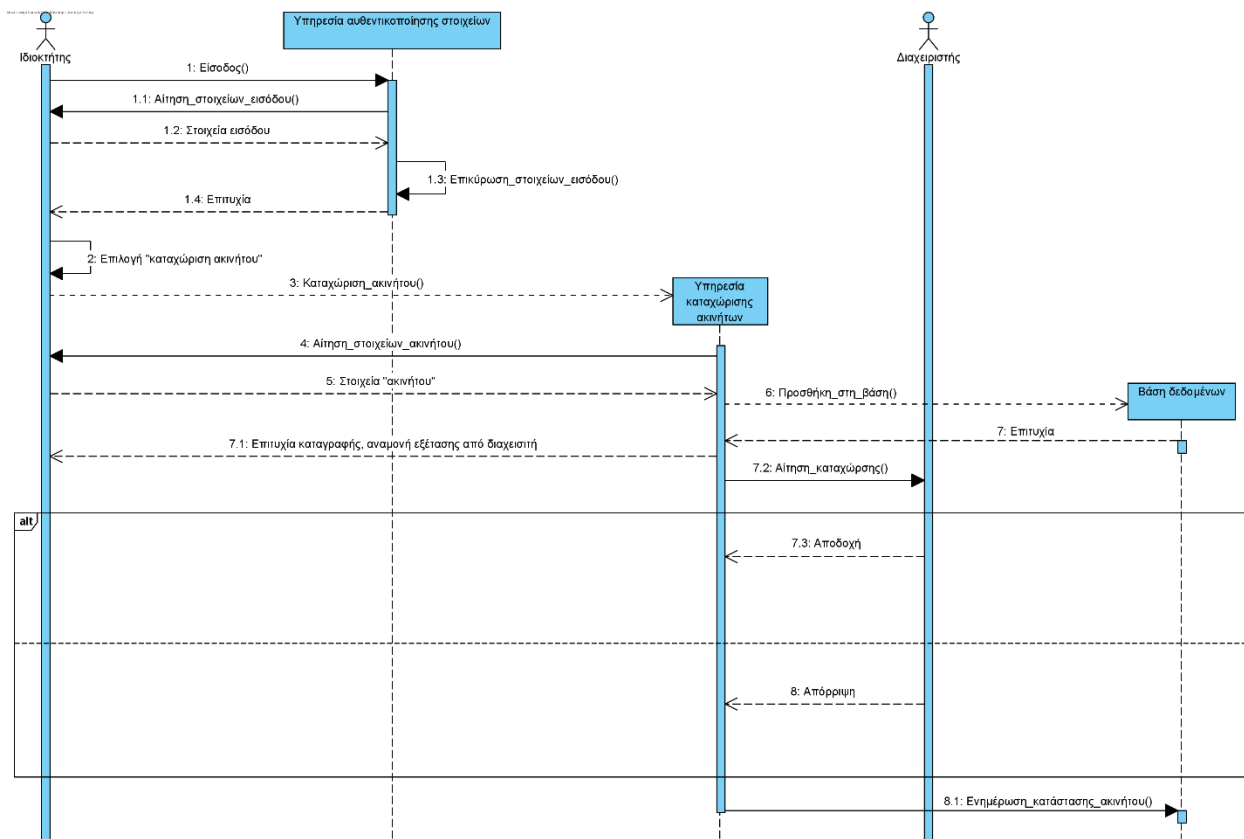 Υπηρεσία αυθεντικοποίησης στοιχείων
Ιδιοκτήτης
Διαχειριστής
1: Είσοδος()
1.1: Αίτηση_στοιχείων_εισόδου()
1.2: Στοιχεία εισόδου
1.3: Επικύρωση_στοιχείων_εισόδου()
1.4: Επιτυχία
2: Επιλογή "καταχώριση ακινήτου"
3: Καταχώριση_ακινήτου()
Υπηρεσία
καταχώρισης
ακινήτων
4: Αίτηση_στοιχείων_ακινήτου()
5: Στοιχεία "ακινήτου"
6: Προσθήκη_στη_βάση()
Βάση δεδομένων
7: Επιτυχία
7.1: Επιτυχία καταγραφής, αναμονή εξέτασης από διαχεισιτή
7.2: Αίτηση_καταχώρσης()
alt
7.3: Αποδοχή
8: Απόρριψη
8.1: Ενημέρωση_κατάστασης_ακινήτου()